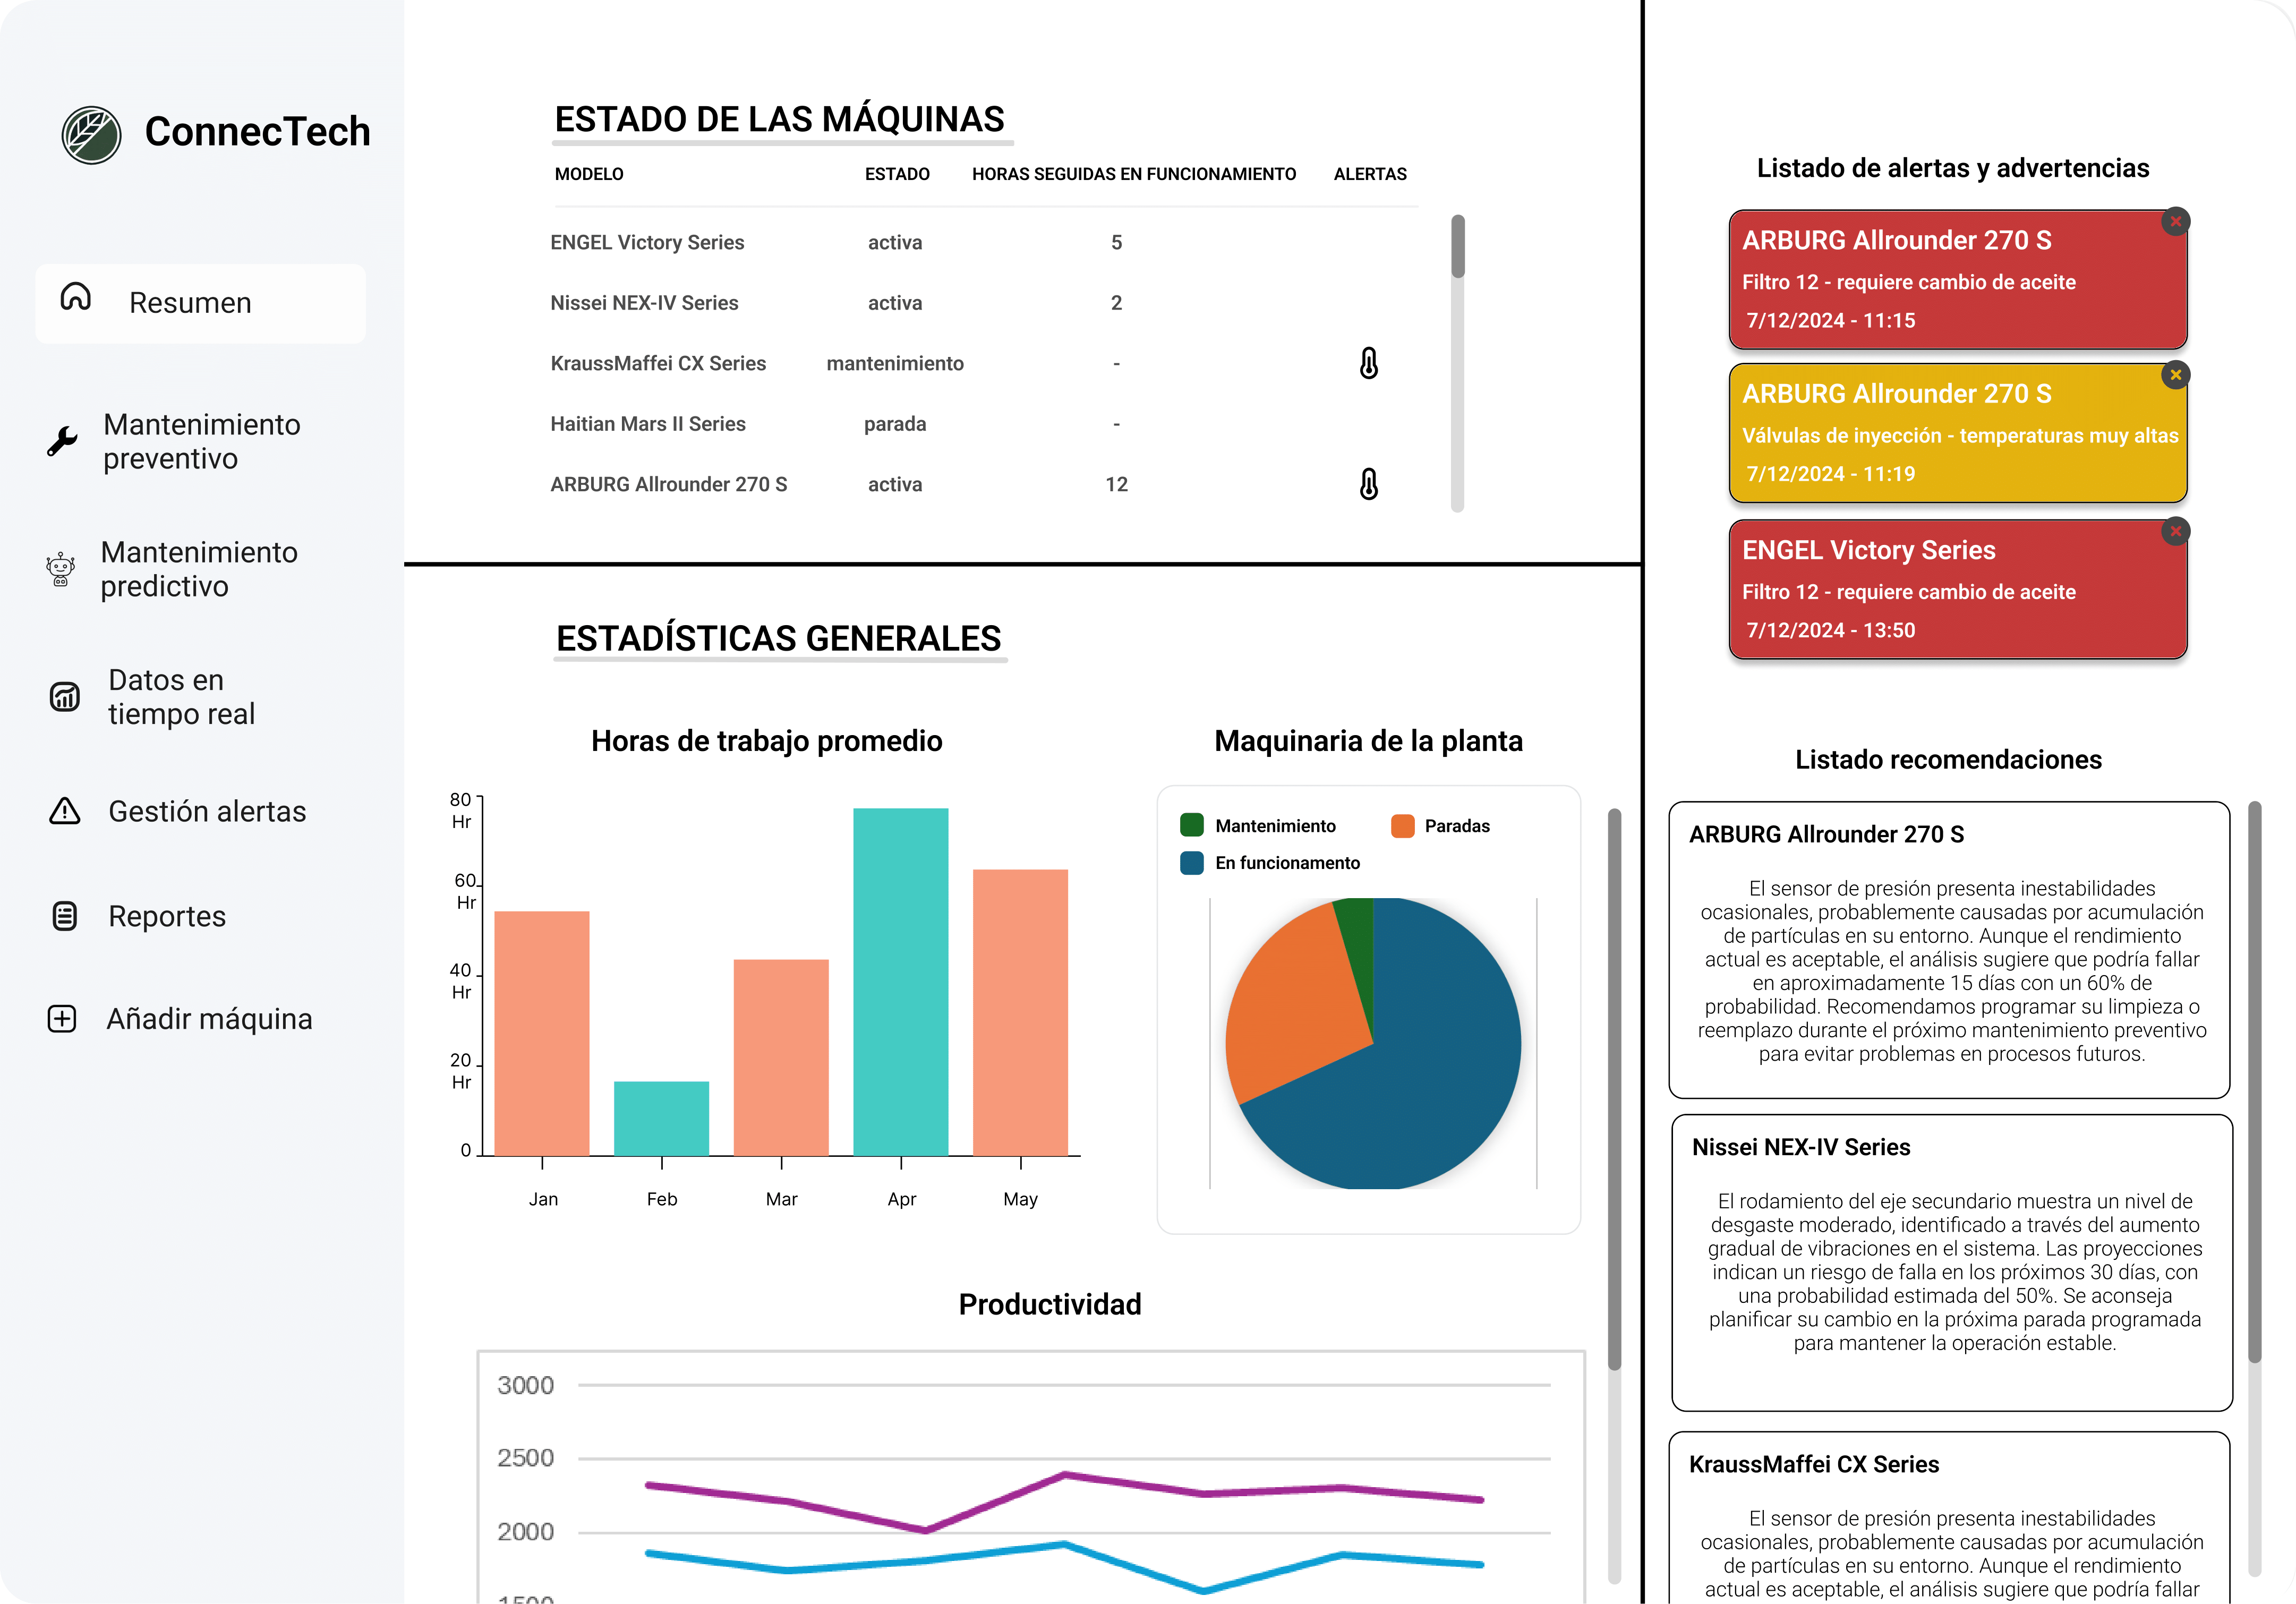 ConnecTech
Resumen
Mantenimiento
preventivo
Mantenimiento
predictivo
Datos en
tiempo real
Gestión alertas
Reportes
Añadir máquina
ESTADO DE LAS MÁQUINAS
MODELO ESTADO HORAS SEGUIDAS EN FUNCIONAMIENTO ALERTAS
ENGEL Victory Series activa 5
Nissei NEX-IV Series activa 2
KraussMaffei CX Series mantenimiento -
Haitian Mars II Series parada -
ARBURG Allrounder 270 S activa 12
ESTADÍSTICAS GENERALES
Horas de trabajo promedio
80
Hr
60
Hr
40
Hr
20
Hr
0
Jan Feb Mar Apr May
Maquinaria de la planta
Mantenimiento Paradas
En funcionamento
Productividad
3000
2500
2000
1500
Listado de alertas y advertencias
ARBURG Allrounder 270 S
Filtro 12 - requiere cambio de aceite
7/12/2024 - 11:15
ARBURG Allrounder 270 S
Válvulas de inyección - temperaturas muy altas
7/12/2024 - 11:19
ENGEL Victory Series
Filtro 12 - requiere cambio de aceite
7/12/2024 - 13:50
Listado recomendaciones
ARBURG Allrounder 270 S
El sensor de presión presenta inestabilidades
ocasionales, probablemente causadas por acumulación
de partículas en su entorno. Aunque el rendimiento
actual es aceptable, el análisis sugiere que podría fallar
en aproximadamente 15 días con un 60% de
probabilidad. Recomendamos programar su limpieza o
reemplazo durante el próximo mantenimiento preventivo
para evitar problemas en procesos futuros.
Nissei NEX-IV Series
El rodamiento del eje secundario muestra un nivel de
desgaste moderado, identificado a través del aumento
gradual de vibraciones en el sistema. Las proyecciones
indican un riesgo de falla en los próximos 30 días, con
una probabilidad estimada del 50%. Se aconseja
planificar su cambio en la próxima parada programada
para mantener la operación estable.
KraussMaffei CX Series
El sensor de presión presenta inestabilidades
ocasionales, probablemente causadas por acumulación
de partículas en su entorno. Aunque el rendimiento
actual es aceptable, el análisis sugiere que podría fallar